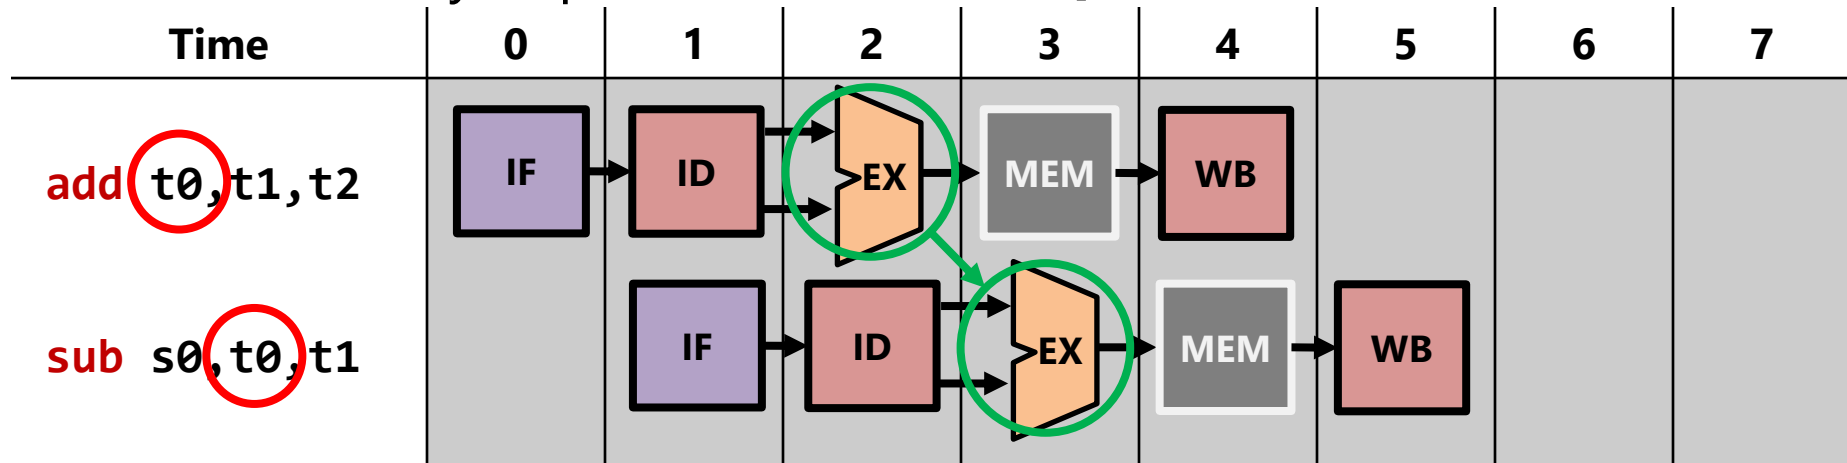 Time 0 1 2 3 4 5 6 7
add t0,t1,t2 IF ID EX MEM WB
sub s0,t0,t1 IF ID EX MEM WB